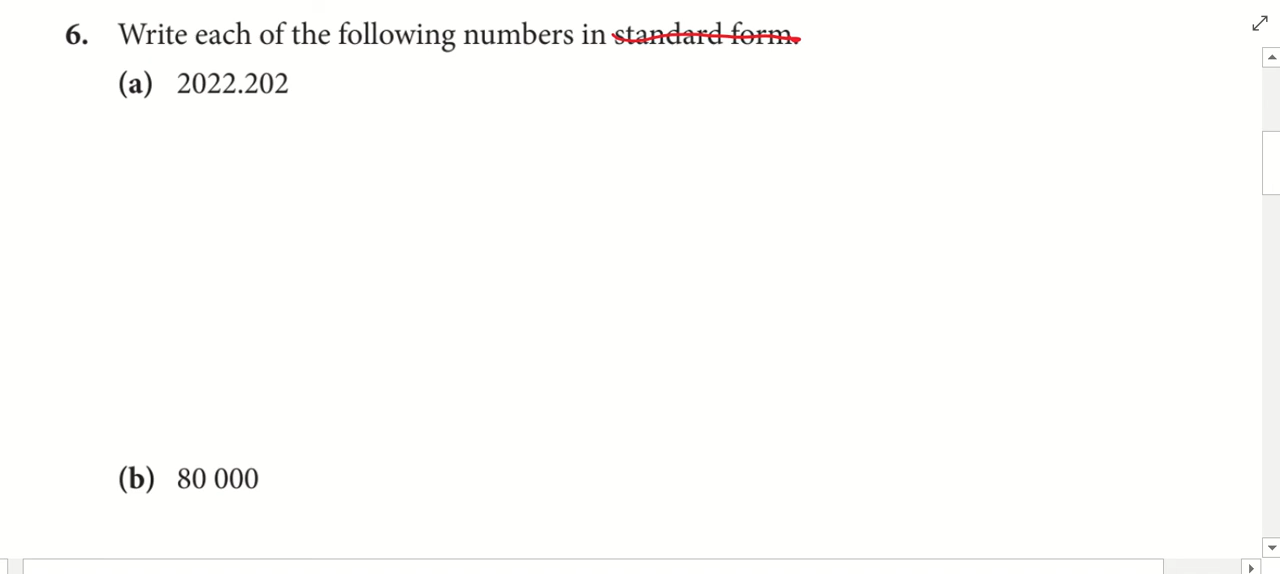 6. Write each of the following numbers in standard form.
(a) 2022.202
(b) 80 000